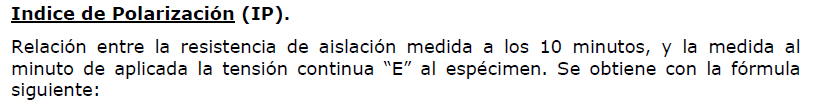 Indice de Polarización (IP).
Relación entre la resistencia de aislación medida a los 10 minutos, y la medida al
minuto de aplicada la tensión continua “E” al espécimen. Se obtiene con la fórmula
siguiente: